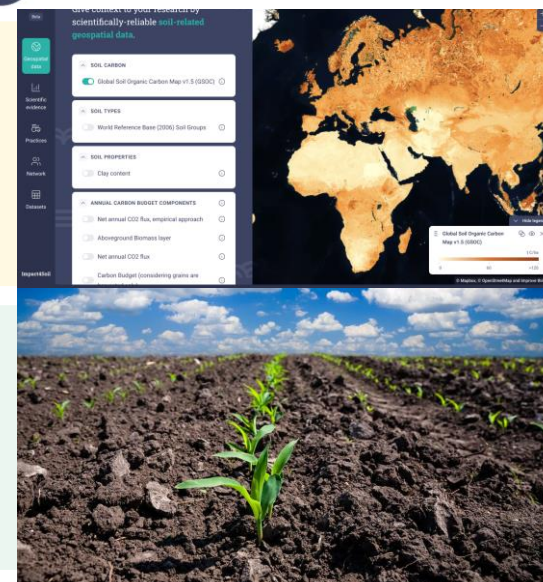 Beta
Geospatial
data
Scientific
evidence
Practices
Network
Datasets
Impact4Soil
Give context to your research by
scientifically-reliable soil-related
geospatial data.
SOIL CARBON
Global Soil Organic Carbon Map v1.5 (GSOC)
SOIL TYPES
World Reference Base (2006) Soil Groups
SOIL PROPERTIES
Clay content
ANNUAL CARBON BUDGET COMPONENTS
Net annual CO2 flux, empirical approach
Aboveground Biomass layer
Net annual CO2 flux
Carbon Budget (considering grains are
Hide legend
Global Soil Organic Carbon
Map v1.5 (GSOC)
0
© Mapbox, © OpenStreetMap and Improve this